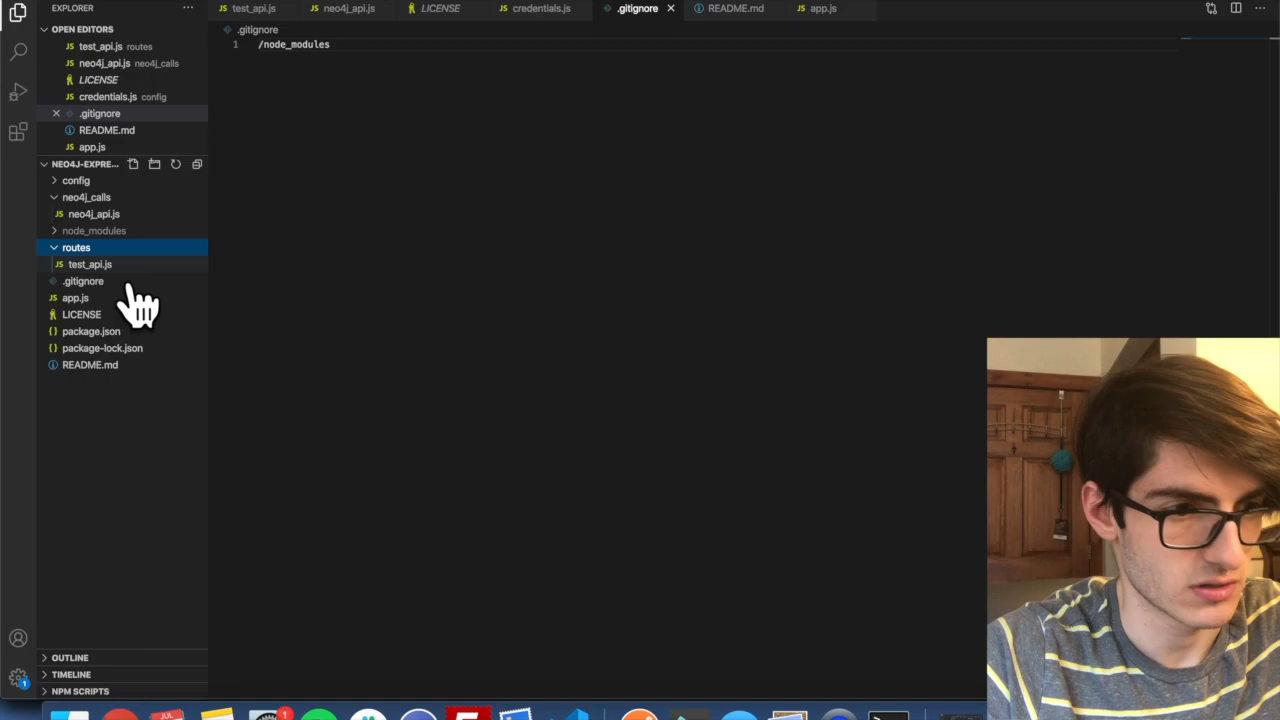 EXPLORER
test_api.js
neo4j_api.js
LICENSE
credentials.js
.gitignore
README.md
app.js
OPEN EDITORS
test_api.js routes
neo4j_api.js neo4j_calls
LICENSE
credentials.js config
.gitignore
README.md
app.js
NEO4J-EXPRE...
config
neo4j_calls
neo4j_api.js
node_modules
routes
test_api.js
.gitignore
app.js
LICENSE
package.json
package-lock.json
README.md
OUTLINE
TIMELINE
NPM SCRIPTS
.gitignore
1 /node_modules
1
JUL
1